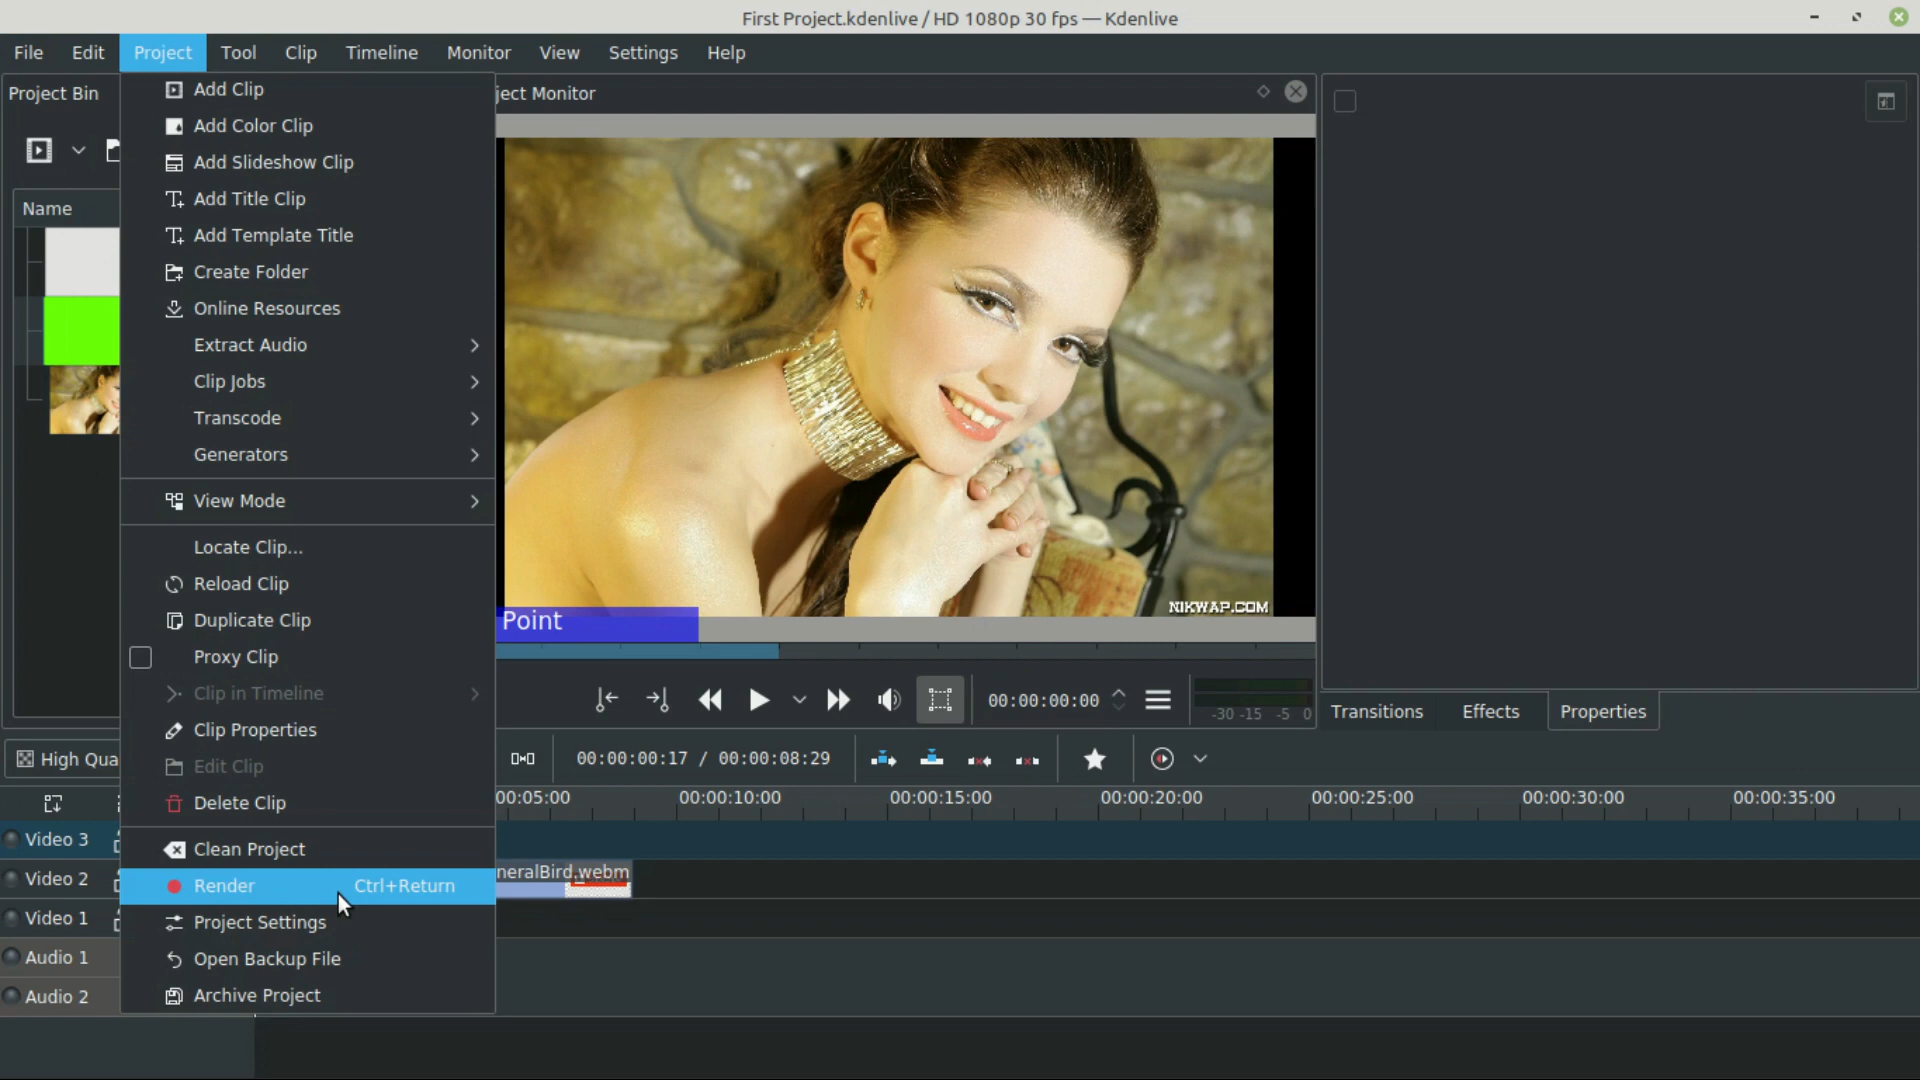 First Project.kdenlive / HD 1080p 30 fps — Kdenlive
File Edit Project Tool Clip Timeline Monitor View Settings Help
Project Bin
ject Monitor
Name
Add Clip
Add Color Clip
Add Slideshow Clip
Add Title Clip
Add Template Title
Create Folder
Online Resources
Extract Audio
Clip Jobs
Transcode
Generators
View Mode
Locate Clip...
Reload Clip
Duplicate Clip
Proxy Clip
Clip in Timeline
Clip Properties
Edit Clip
Delete Clip
Clean Project
Render Ctrl+Return
Project Settings
Open Backup File
Archive Project
NIKWAP.COM
Point
00:00:00:00
-30 -15 -5 0
Transitions Effects Properties
High Qua
00:00:00:17 / 00:00:08:29
00:05:00 00:00:10:00 00:00:15:00 00:00:20:00 00:00:25:00 00:00:30:00 00:00:35:00
Video 3
Video 2
neralBird.webm
Video 1
Audio 1
Audio 2